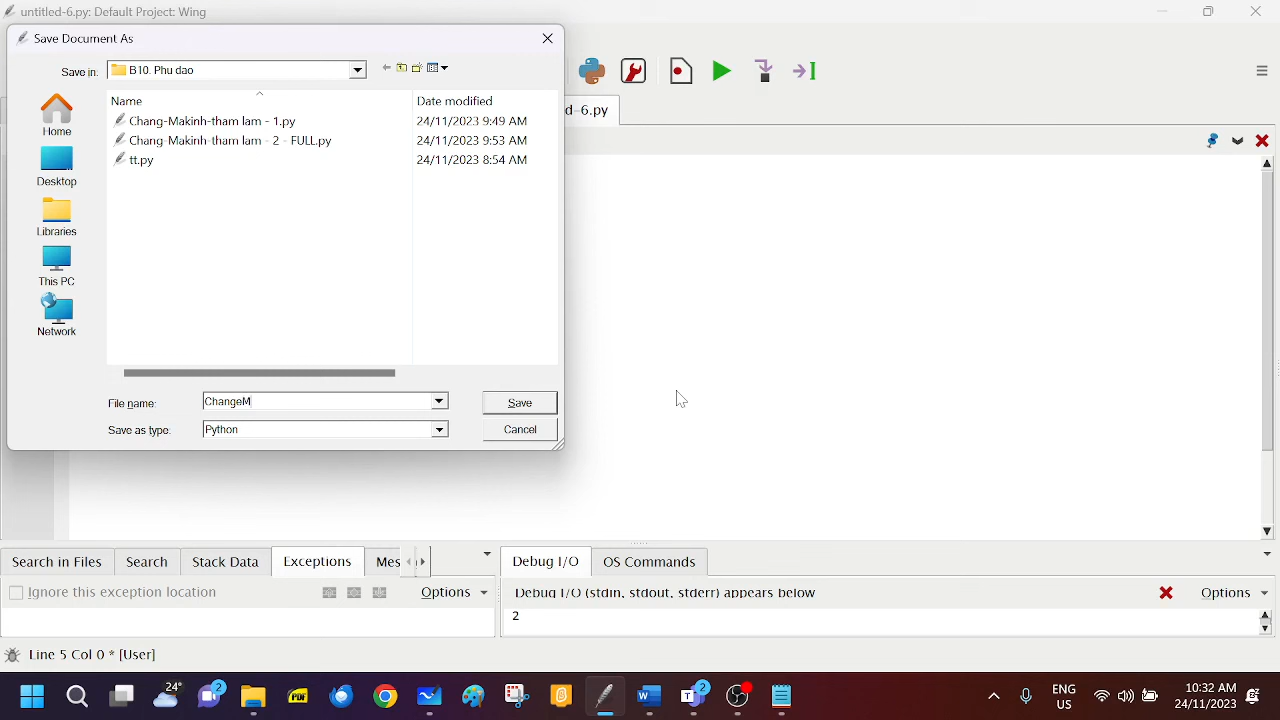 untitled-6.py: Default Project: Wing
Save Document As
Save in:
B10. Phu dao
d-6.py
Name
Date modified
Chang-Makinh-tham lam - 1.py
24/11/2023 9:49 AM
Chang-Makinh-tham lam - 2 - FULL.py
24/11/2023 9:53 AM
tt.py
24/11/2023 8:54 AM
Home
Desktop
Libraries
This PC
Network
File name:
ChangeM
Save
Save as type:
Python
Cancel
Search in Files
Search
Stack Data
Exceptions
Mes
Debug I/O
OS Commands
Ignore this exception location
Options
Debug I/O (stdin, stdout, stderr) appears below
Options
2
Line 5 Col 0 * [User]
24°
2
PDF
2
ENG
US
10:32 AM
24/11/2023